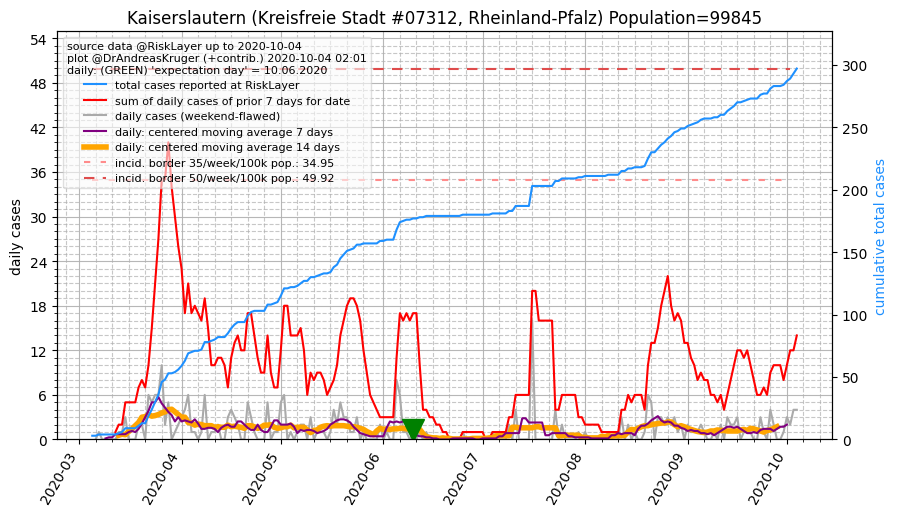 Kaiserslautern (Kreisfreie Stadt #07312, Rheinland-Pfalz) Population=99845
source data @RiskLayer up to 2020-10-04
plot @DrAndreasKruger (+contrib.) 2020-10-04 02:01
daily: (GREEN) 'expectation day' = 10.06.2020
total cases reported at RiskLayer
sum of daily cases of prior 7 days for date
daily cases (weekend-flawed)
daily: centered moving average 7 days
daily: centered moving average 14 days
incid. border 35/week/100k pop.: 34.95
incid. border 50/week/100k pop.: 49.92
daily cases
54
48
42
36
30
24
18
12
6
0
300
250
200
150
100
50
0
cumulative total cases
2020-03
2020-04
2020-05
2020-06
2020-07
2020-08
2020-09
2020-10